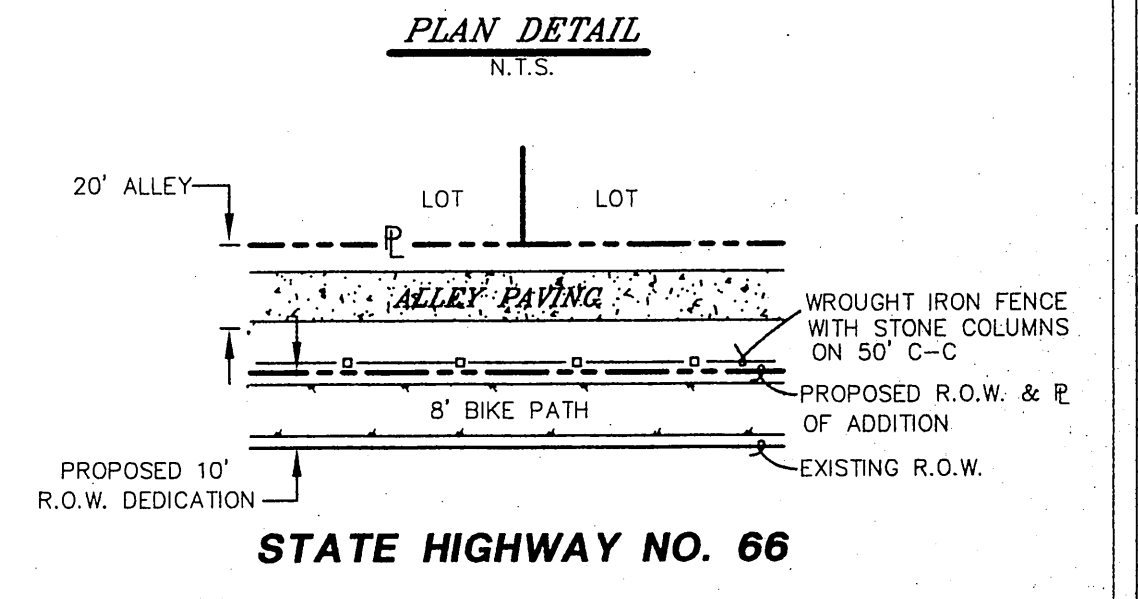 PLAN DETAIL
N.T.S.
20' ALLEY
LOT
LOT
℄
ALLEY PAVING
WROUGHT IRON FENCE
WITH STONE COLUMNS
ON 50' C-C
8' BIKE PATH
PROPOSED R.O.W. & ℄
OF ADDITION
PROPOSED 10'
R.O.W. DEDICATION
EXISTING R.O.W.
STATE HIGHWAY NO. 66